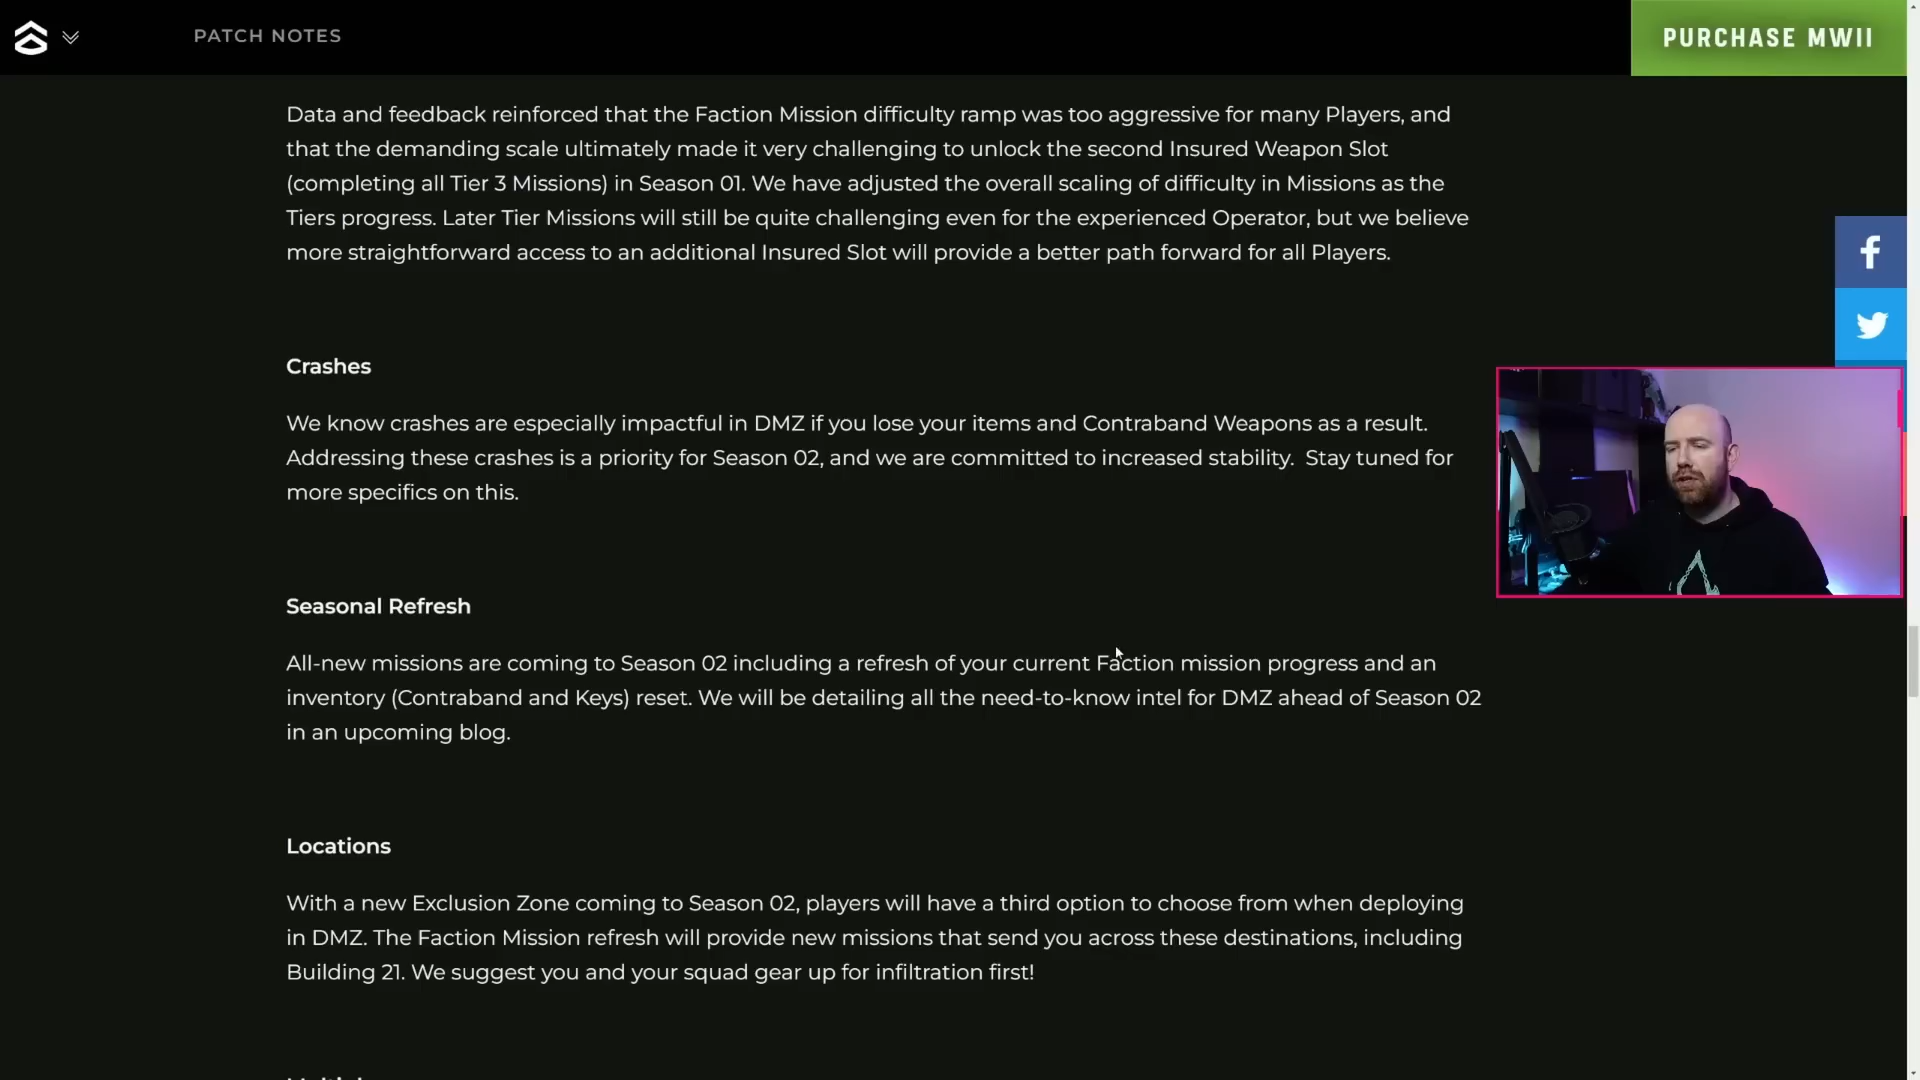 PATCH NOTES
PURCHASE MWII
Data and feedback reinforced that the Faction Mission difficulty ramp was too aggressive for many Players, and
that the demanding scale ultimately made it very challenging to unlock the second Insured Weapon Slot
(completing all Tier 3 Missions) in Season 01. We have adjusted the overall scaling of difficulty in Missions as the
Tiers progress. Later Tier Missions will still be quite challenging even for the experienced Operator, but we believe
more straightforward access to an additional Insured Slot will provide a better path forward for all Players.
Crashes
We know crashes are especially impactful in DMZ if you lose your items and Contraband Weapons as a result.
Addressing these crashes is a priority for Season 02, and we are committed to increased stability.  Stay tuned for
more specifics on this.
Seasonal Refresh
All-new missions are coming to Season 02 including a refresh of your current Faction mission progress and an
inventory (Contraband and Keys) reset. We will be detailing all the need-to-know intel for DMZ ahead of Season 02
in an upcoming blog.
Locations
With a new Exclusion Zone coming to Season 02, players will have a third option to choose from when deploying
in DMZ. The Faction Mission refresh will provide new missions that send you across these destinations, including
Building 21. We suggest you and your squad gear up for infiltration first!